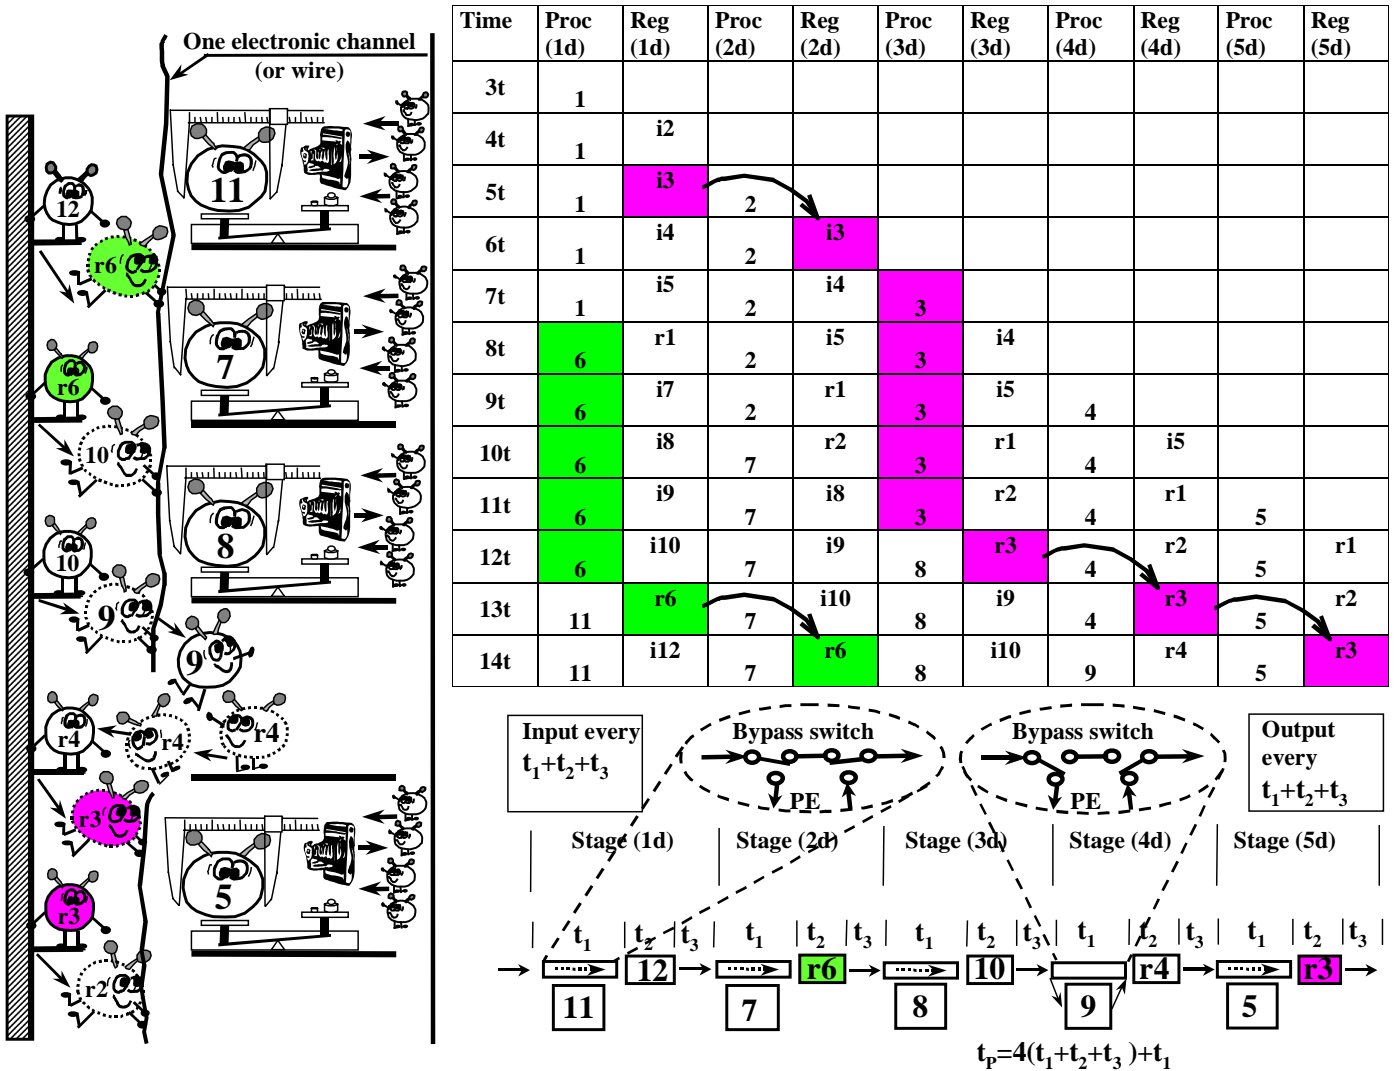 One electronic channel
(or wire)
12
r6
r6
10
10
9
9
r4
r4
r4
r3
r3
r2
11
7
8
5
Time Proc (1d) Reg (1d) Proc (2d) Reg (2d) Proc (3d) Reg (3d) Proc (4d) Reg (4d) Proc (5d) Reg (5d)
3t 1
4t 1 i2
5t 1 i3 2
6t 1 i4 2 i3
7t 1 i5 2 i4 3
8t 6 r1 2 i5 3 i4
9t 6 i7 2 r1 3 i5 4
10t 6 i8 7 r2 3 r1 4 i5
11t 6 i9 7 i8 3 r2 4 r1 5
12t 6 i10 7 i9 8 r3 4 r2 5 r1
13t 11 r6 7 i10 8 i9 4 r3 5 r2
14t 11 i12 7 r6 8 i10 9 r4 5 r3
Input every
t₁+t₂+t₃
Bypass switch
PE
Bypass switch
PE
Output
every
t₁+t₂+t₃
Stage (1d) Stage (2d) Stage (3d) Stage (4d) Stage (5d)
t₁ t₂ t₃ t₁ t₂ t₃ t₁ t₂ t₃ t₁ t₂ t₃ t₁ t₂ t₃
12 r6 10 r4 r3
11 7 8 9 5
tₚ=4(t₁+t₂+t₃)+t₁